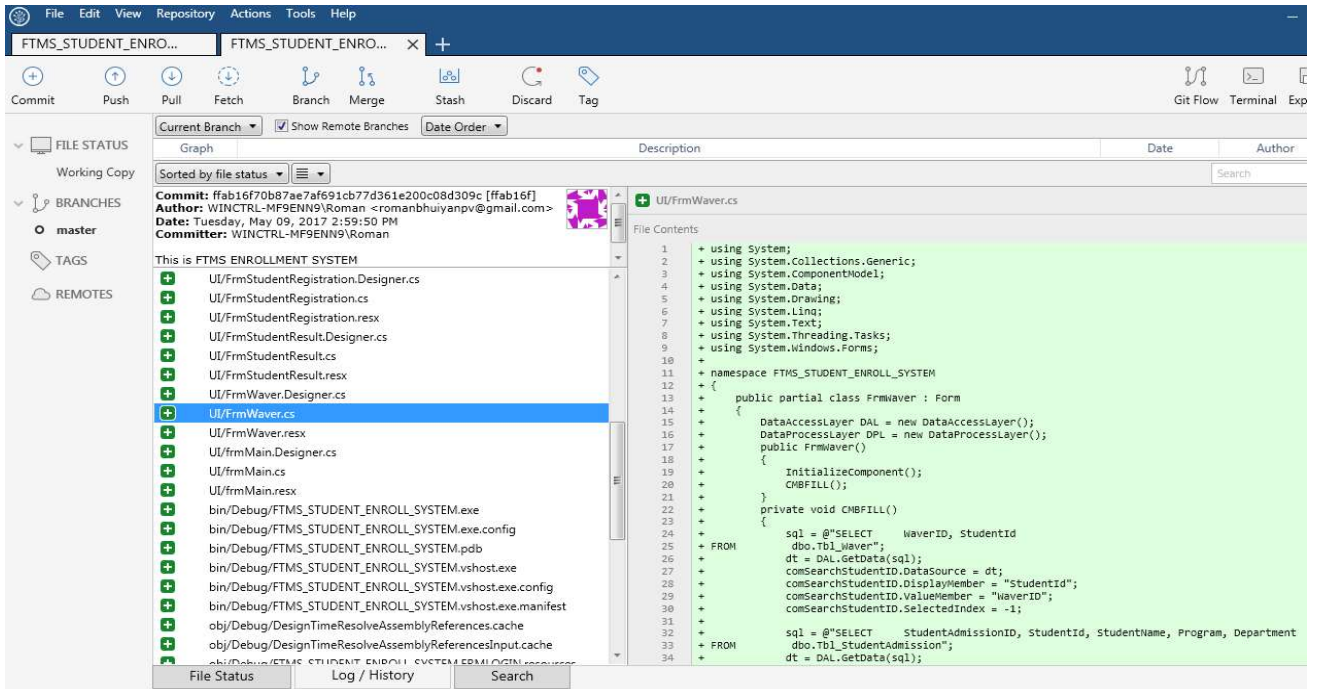 File Edit View Repository Actions Tools Help
FTMS_STUDENT_ENRO... FTMS_STUDENT_ENRO... × +
Commit Push Pull Fetch Branch Merge Stash Discard Tag Git Flow Terminal Exp
Current Branch Show Remote Branches Date Order
Graph Description Date Author
Sorted by file status Search
FILE STATUS
Working Copy
BRANCHES
master
TAGS
REMOTES
Commit: ffab16f70b87ae7af691cb77d361e200c08d309c [ffab16f]
Author: WINCTRL-MF9ENN9\Roman <romanbhuiyanpv@gmail.com>
Date: Tuesday, May 09, 2017 2:59:50 PM
Committer: WINCTRL-MF9ENN9\Roman
This is FTMS ENROLLMENT SYSTEM
UI/FrmStudentRegistration.Designer.cs
UI/FrmStudentRegistration.cs
UI/FrmStudentRegistration.resx
UI/FrmStudentResult.Designer.cs
UI/FrmStudentResult.cs
UI/FrmStudentResult.resx
UI/FrmWaver.Designer.cs
UI/FrmWaver.cs
UI/FrmWaver.resx
UI/frmMain.Designer.cs
UI/frmMain.cs
UI/frmMain.resx
bin/Debug/FTMS_STUDENT_ENROLL_SYSTEM.exe
bin/Debug/FTMS_STUDENT_ENROLL_SYSTEM.exe.config
bin/Debug/FTMS_STUDENT_ENROLL_SYSTEM.pdb
bin/Debug/FTMS_STUDENT_ENROLL_SYSTEM.vshost.exe
bin/Debug/FTMS_STUDENT_ENROLL_SYSTEM.vshost.exe.config
bin/Debug/FTMS_STUDENT_ENROLL_SYSTEM.vshost.exe.manifest
obj/Debug/DesignTimeResolveAssemblyReferences.cache
obj/Debug/DesignTimeResolveAssemblyReferencesInput.cache
UI/FrmWaver.cs
File Contents
1 + using System;
2 + using System.Collections.Generic;
3 + using System.ComponentModel;
4 + using System.Data;
5 + using System.Drawing;
6 + using System.Linq;
7 + using System.Text;
8 + using System.Threading.Tasks;
9 + using System.Windows.Forms;
10 +
11 + namespace FTMS_STUDENT_ENROLL_SYSTEM
12 + {
13 + public partial class FrmWaver : Form
14 + {
15 + DataAccessLayer DAL = new DataAccessLayer();
16 + DataProcessLayer DPL = new DataProcessLayer();
17 + public FrmWaver()
18 + {
19 + InitializeComponent();
20 + CMBFILL();
21 + }
22 + private void CMBFILL()
23 + {
24 + sql = @"SELECT WaverID, StudentId
25 + FROM dbo.Tbl_Waver";
26 + dt = DAL.GetData(sql);
27 + comSearchStudentID.DataSource = dt;
28 + comSearchStudentID.DisplayMember = "StudentId";
29 + comSearchStudentID.ValueMember = "WaverID";
30 + comSearchStudentID.SelectedIndex = -1;
31 +
32 + sql = @"SELECT StudentAdmissionID, StudentId, StudentName, Program, Department
33 + FROM dbo.Tbl_StudentAdmission";
34 + dt = DAL.GetData(sql);
File Status Log / History Search